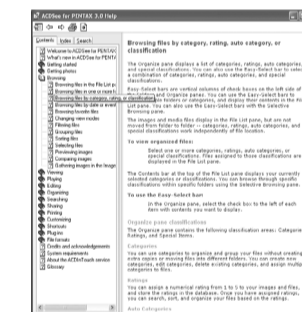 ACDSee for PENTAX 3.0 Help
Contents Index Search
Welcome to ACDSee for PENTAX
What's new in ACDSee for PENTAX
Getting started
Getting photos
Browsing
Browsing files in the File List pane
Browsing files in one or more
Browsing files by category, rating, or classification
Browsing files by date or event
Browsing favorite files
Changing view modes
Filtering files
Grouping files
Sorting files
Selecting files
Previewing images
Comparing images
Gathering images in the Image
Viewing
Playing
Editing
Organizing
Searching
Sharing
Printing
Customizing
Shortcuts
Plug-ins
File formats
Credits and acknowledgements
System requirements
About the ACDInTouch service
Glossary
Browsing files by category, rating, auto category, or
classification
The Organize pane displays a list of categories, ratings, auto categories,
and special classifications. You can also use the Easy-Select bar to select
a combination of categories, ratings, auto categories, and special
classifications.
Easy-Select bars are vertical columns of check boxes on the left side of
the Folders and Organize panes. You can use the Easy-Select bars to
select folders or categories, and display their contents in the File
List pane. You can also use the Easy-Select bars with the Selective
Browsing pane.
The images and media files display in the File List pane, but are not
moved from folder to folder -- categories, ratings, auto categories, and
special classifications work independently of file location.
To view organized files:
Select one or more categories, ratings, auto categories, or
special classifications. Files assigned to those classifications are
displayed in the File List pane.
The Contents bar at the top of the File List pane displays your currently
selected categories or classifications. You can browse through specific
classifications within specific folders using the Selective Browsing pane.
To use the Easy-Select bar
In the Organize pane, select the check box to the left of each
item with contents you want to display.
Organize pane classifications
The Organize pane contains the following classification areas: Categories,
Ratings, and Special Items.
Categories
You can use categories to organize and group your files without creating
extra copies or moving files into different folders. You can create new
categories, edit categories, delete existing categories, and assign multiple
categories to files.
Ratings
You can assign a numerical rating from 1 to 5 to your images and files,
and store the ratings in the database. Once you have assigned ratings,
you can search, sort, and organize your files based on the ratings.
Auto Categories